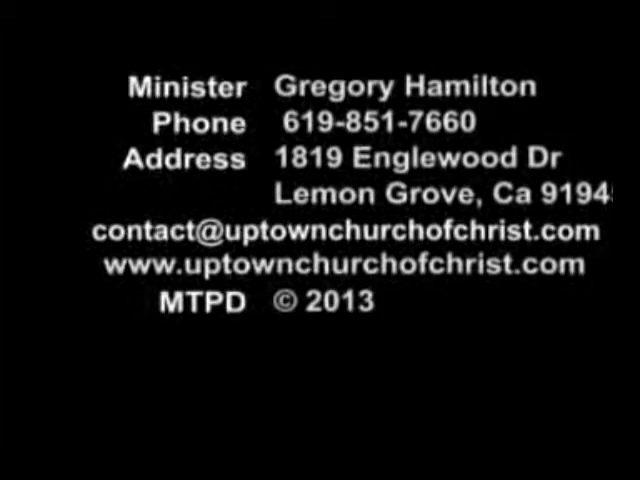 Minister Gregory Hamilton
Phone 619-851-7660
Address 1819 Englewood Dr
Lemon Grove, Ca
contact@uptownchurchofchrist.com
www.uptownchurchofchrist.com
MTPD © 2013